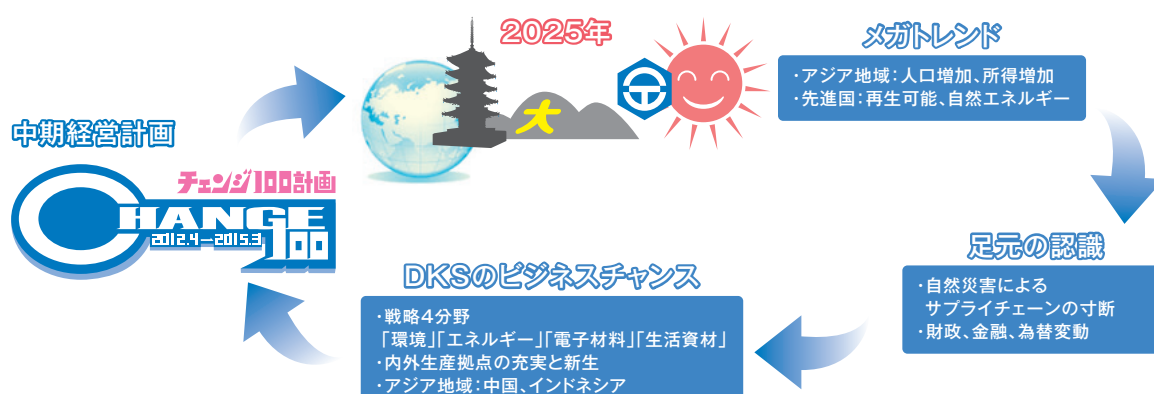 2025年
大
メガトレンド
・アジア地域：人口増加、所得増加
・先進国：再生可能、自然エネルギー
足元の認識
・自然災害による
サプライチェーンの寸断
・財政、金融、為替変動
DKSのビジネスチャンス
・戦略4分野
「環境」「エネルギー」「電子材料」「生活資材」
・内外生産拠点の充実と新生
・アジア地域：中国、インドネシア
中期経営計画
チェンジ100計画
CHANGE
2012.4－2015.3
100